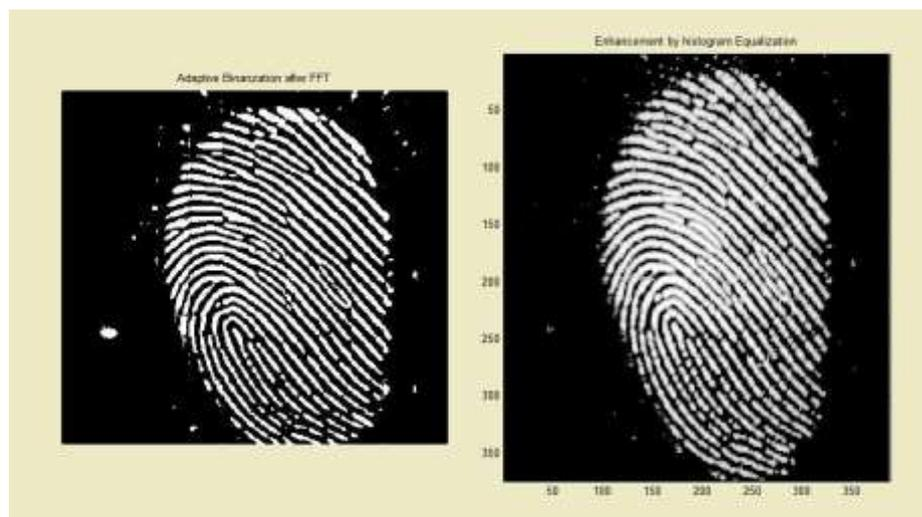 Adaptive Binarization after FFT
Enhancement by histogram Equalization
50
100
150
200
250
300
350
50 100 150 200 250 300 350